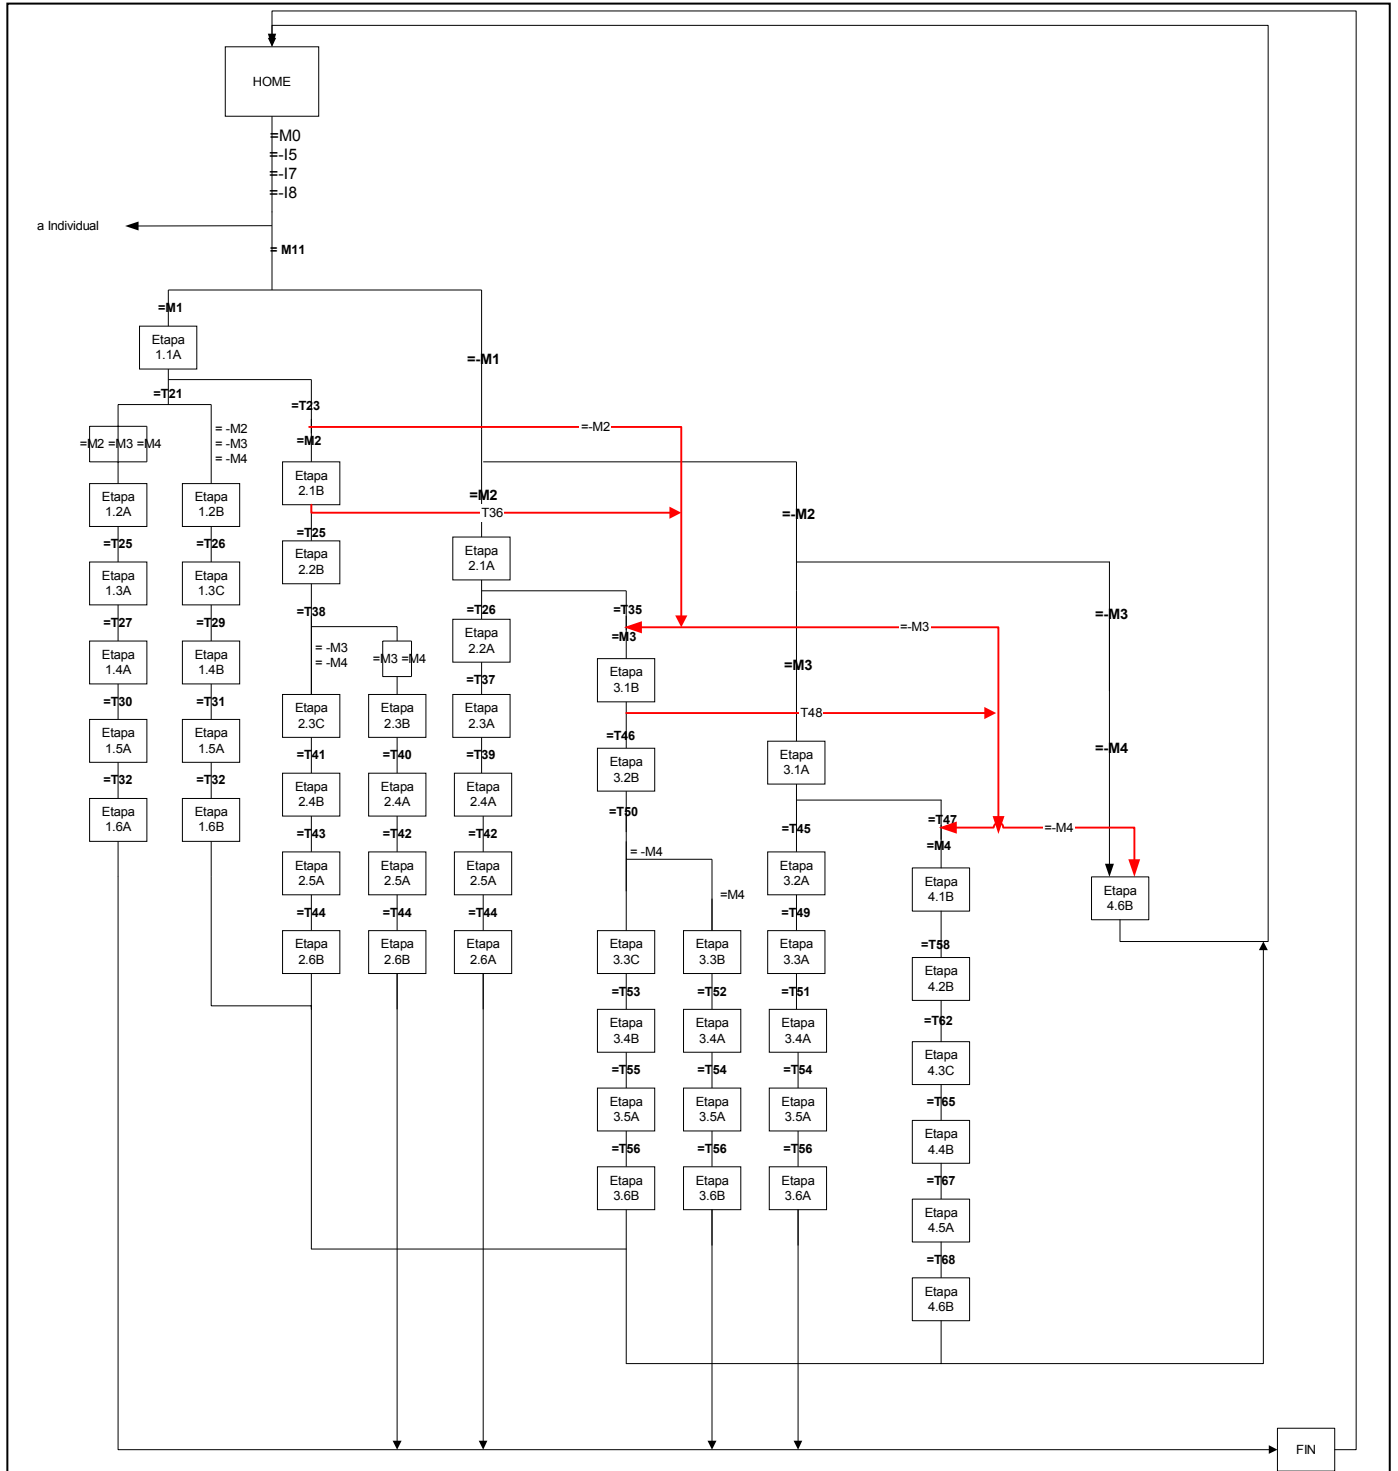 HOME
=M0
=-I5
=-I7
=-I8
a Individual
= M11
=M1
Etapa
1.1A
=-M1
=T21
=T23
=-M2
=M2 =M3 =M4
= -M2
= -M3
= -M4
=M2
Etapa
2.1B
=M2
T36
=-M2
Etapa
1.2A
Etapa
1.2B
=T25
=T26
=T25
Etapa
2.2B
Etapa
2.1A
Etapa
1.3A
Etapa
1.3C
=T38
=T26
=T35
=-M3
=-M3
=M3
=T27
=T29
Etapa
2.2A
= -M3
= -M4
=M3 =M4
Etapa
1.4A
Etapa
1.4B
=T37
Etapa
3.1B
=M3
=T30
=T31
Etapa
2.3C
Etapa
2.3B
Etapa
2.3A
T48
=T46
Etapa
1.5A
Etapa
1.5A
=T41
=T40
=T39
Etapa
3.2B
Etapa
3.1A
=-M4
=T32
=T32
Etapa
2.4B
Etapa
2.4A
Etapa
2.4A
=T50
Etapa
1.6A
Etapa
1.6B
=T43
=T42
=T42
=T45
=T47
=-M4
=M4
= -M4
Etapa
2.5A
Etapa
2.5A
Etapa
2.5A
Etapa
3.2A
Etapa
4.1B
Etapa
4.6B
=M4
=T44
=T44
=T44
=T49
Etapa
2.6B
Etapa
2.6B
Etapa
2.6A
Etapa
3.3C
Etapa
3.3B
Etapa
3.3A
=T58
Etapa
4.2B
=T53
=T52
=T51
=T62
Etapa
3.4B
Etapa
3.4A
Etapa
3.4A
Etapa
4.3C
=T55
=T54
=T54
=T65
Etapa
3.5A
Etapa
3.5A
Etapa
3.5A
Etapa
4.4B
=T56
=T56
=T56
=T67
Etapa
3.6B
Etapa
3.6B
Etapa
3.6A
Etapa
4.5A
=T68
Etapa
4.6B
FIN